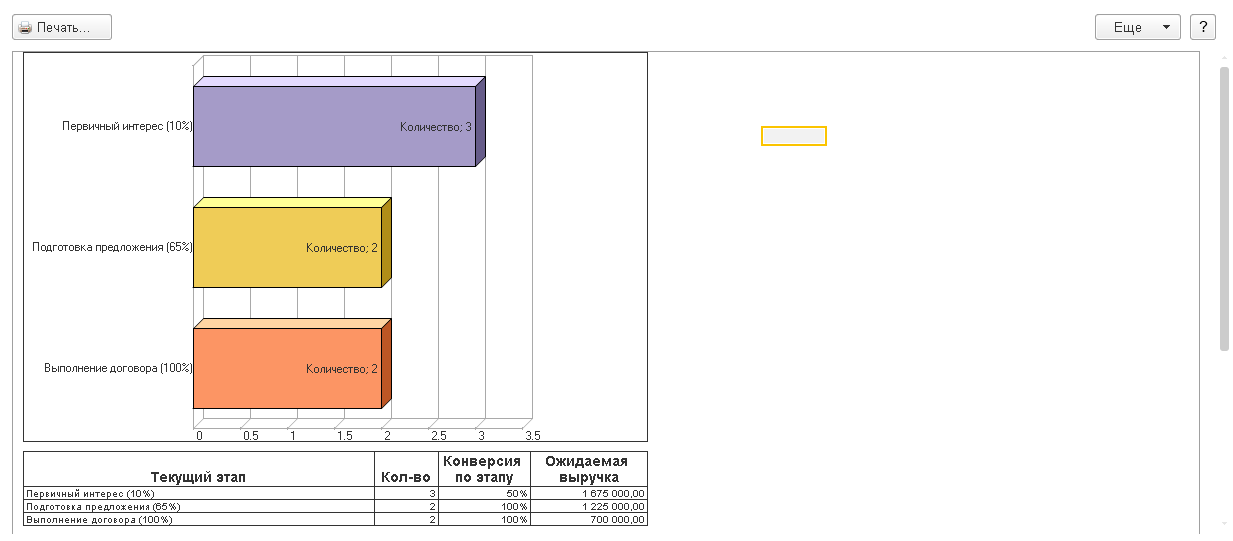 Печать...
Еще
?
Первичный интерес (10%)
Количество; 3
Подготовка предложения (65%)
Количество; 2
Выполнение договора (100%)
Количество; 2
0 0.5 1 1.5 2 2.5 3 3.5
Текущий этап Кол-во Конверсия по этапу Ожидаемая выручка
Первичный интерес (10%) 3 50% 1 675 000,00
Подготовка предложения (65%) 2 100% 1 225 000,00
Выполнение договора (100%) 2 100% 700 000,00